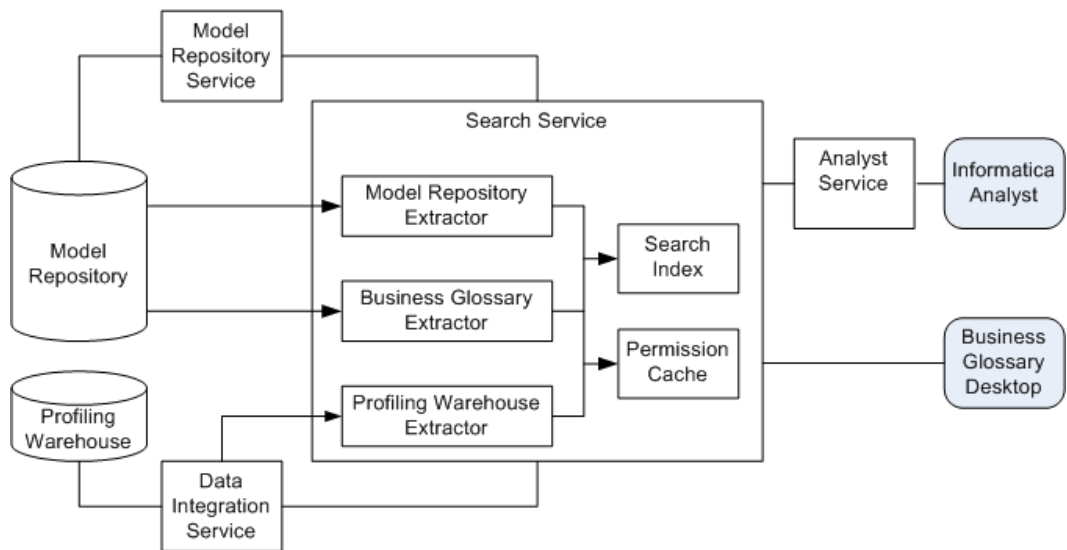 Model
Repository
Service
Search Service
Model
Repository
Model Repository
Extractor
Business Glossary
Extractor
Profiling Warehouse
Extractor
Search
Index
Permission
Cache
Analyst
Service
Informatica
Analyst
Business
Glossary
Desktop
Profiling
Warehouse
Data
Integration
Service